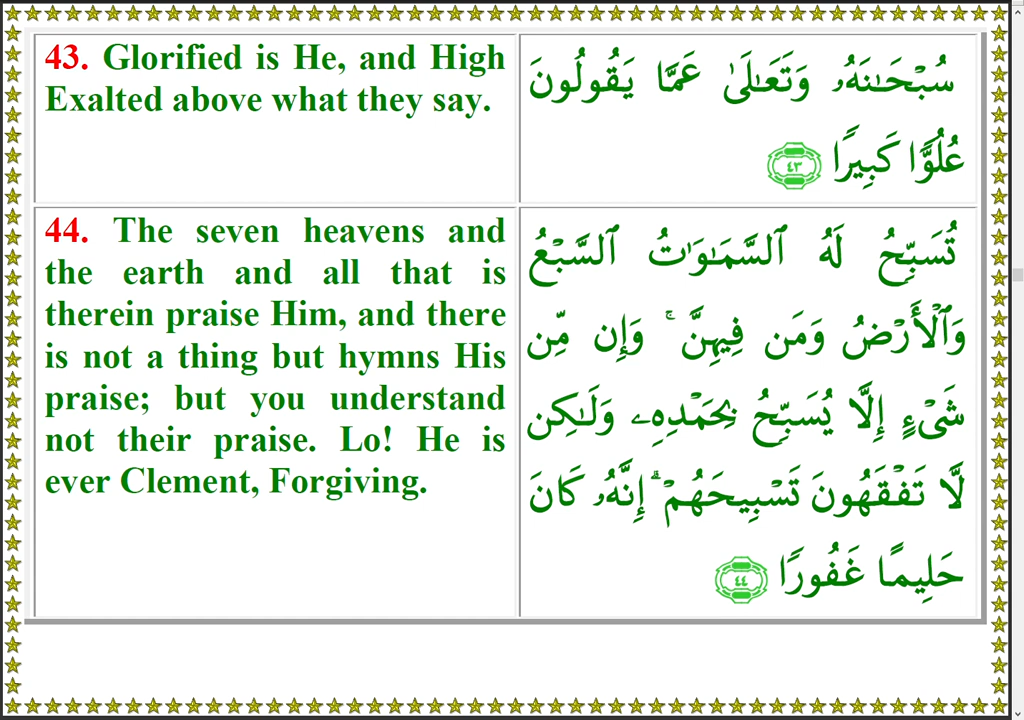 43. Glorified is He, and High
Exalted above what they say.
سُبْحَـٰنَهُۥ وَتَعَـٰلَىٰ عَمَّا يَقُولُونَ
عُلُوًّۭا كَبِيرًۭا ٤٣
44. The seven heavens and
the earth and all that is
therein praise Him, and there
is not a thing but hymns His
praise; but you understand
not their praise. Lo! He is
ever Clement, Forgiving.
تُسَبِّحُ لَهُ ٱلسَّمَـٰوَٰتُ ٱلسَّبْعُ
وَٱلْأَرْضُ وَمَن فِيهِنَّ ۚ وَإِن مِّن
شَىْءٍ إِلَّا يُسَبِّحُ بِحَمْدِهِۦ وَلَـٰكِن
لَّا تَفْقَهُونَ تَسْبِيحَهُمْ ۗ إِنَّهُۥ كَانَ
حَلِيمًا غَفُورًۭا ٤٤